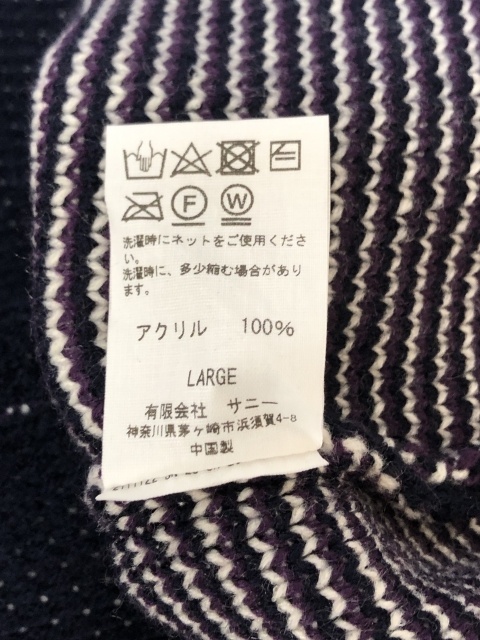 F W
洗濯時にネットをご使用くださ
い。
洗濯時に、多少縮む場合があり
ます。
アクリル 100%
LARGE
有限会社 サニー
神奈川県茅ヶ崎市浜須賀4-8
中国製